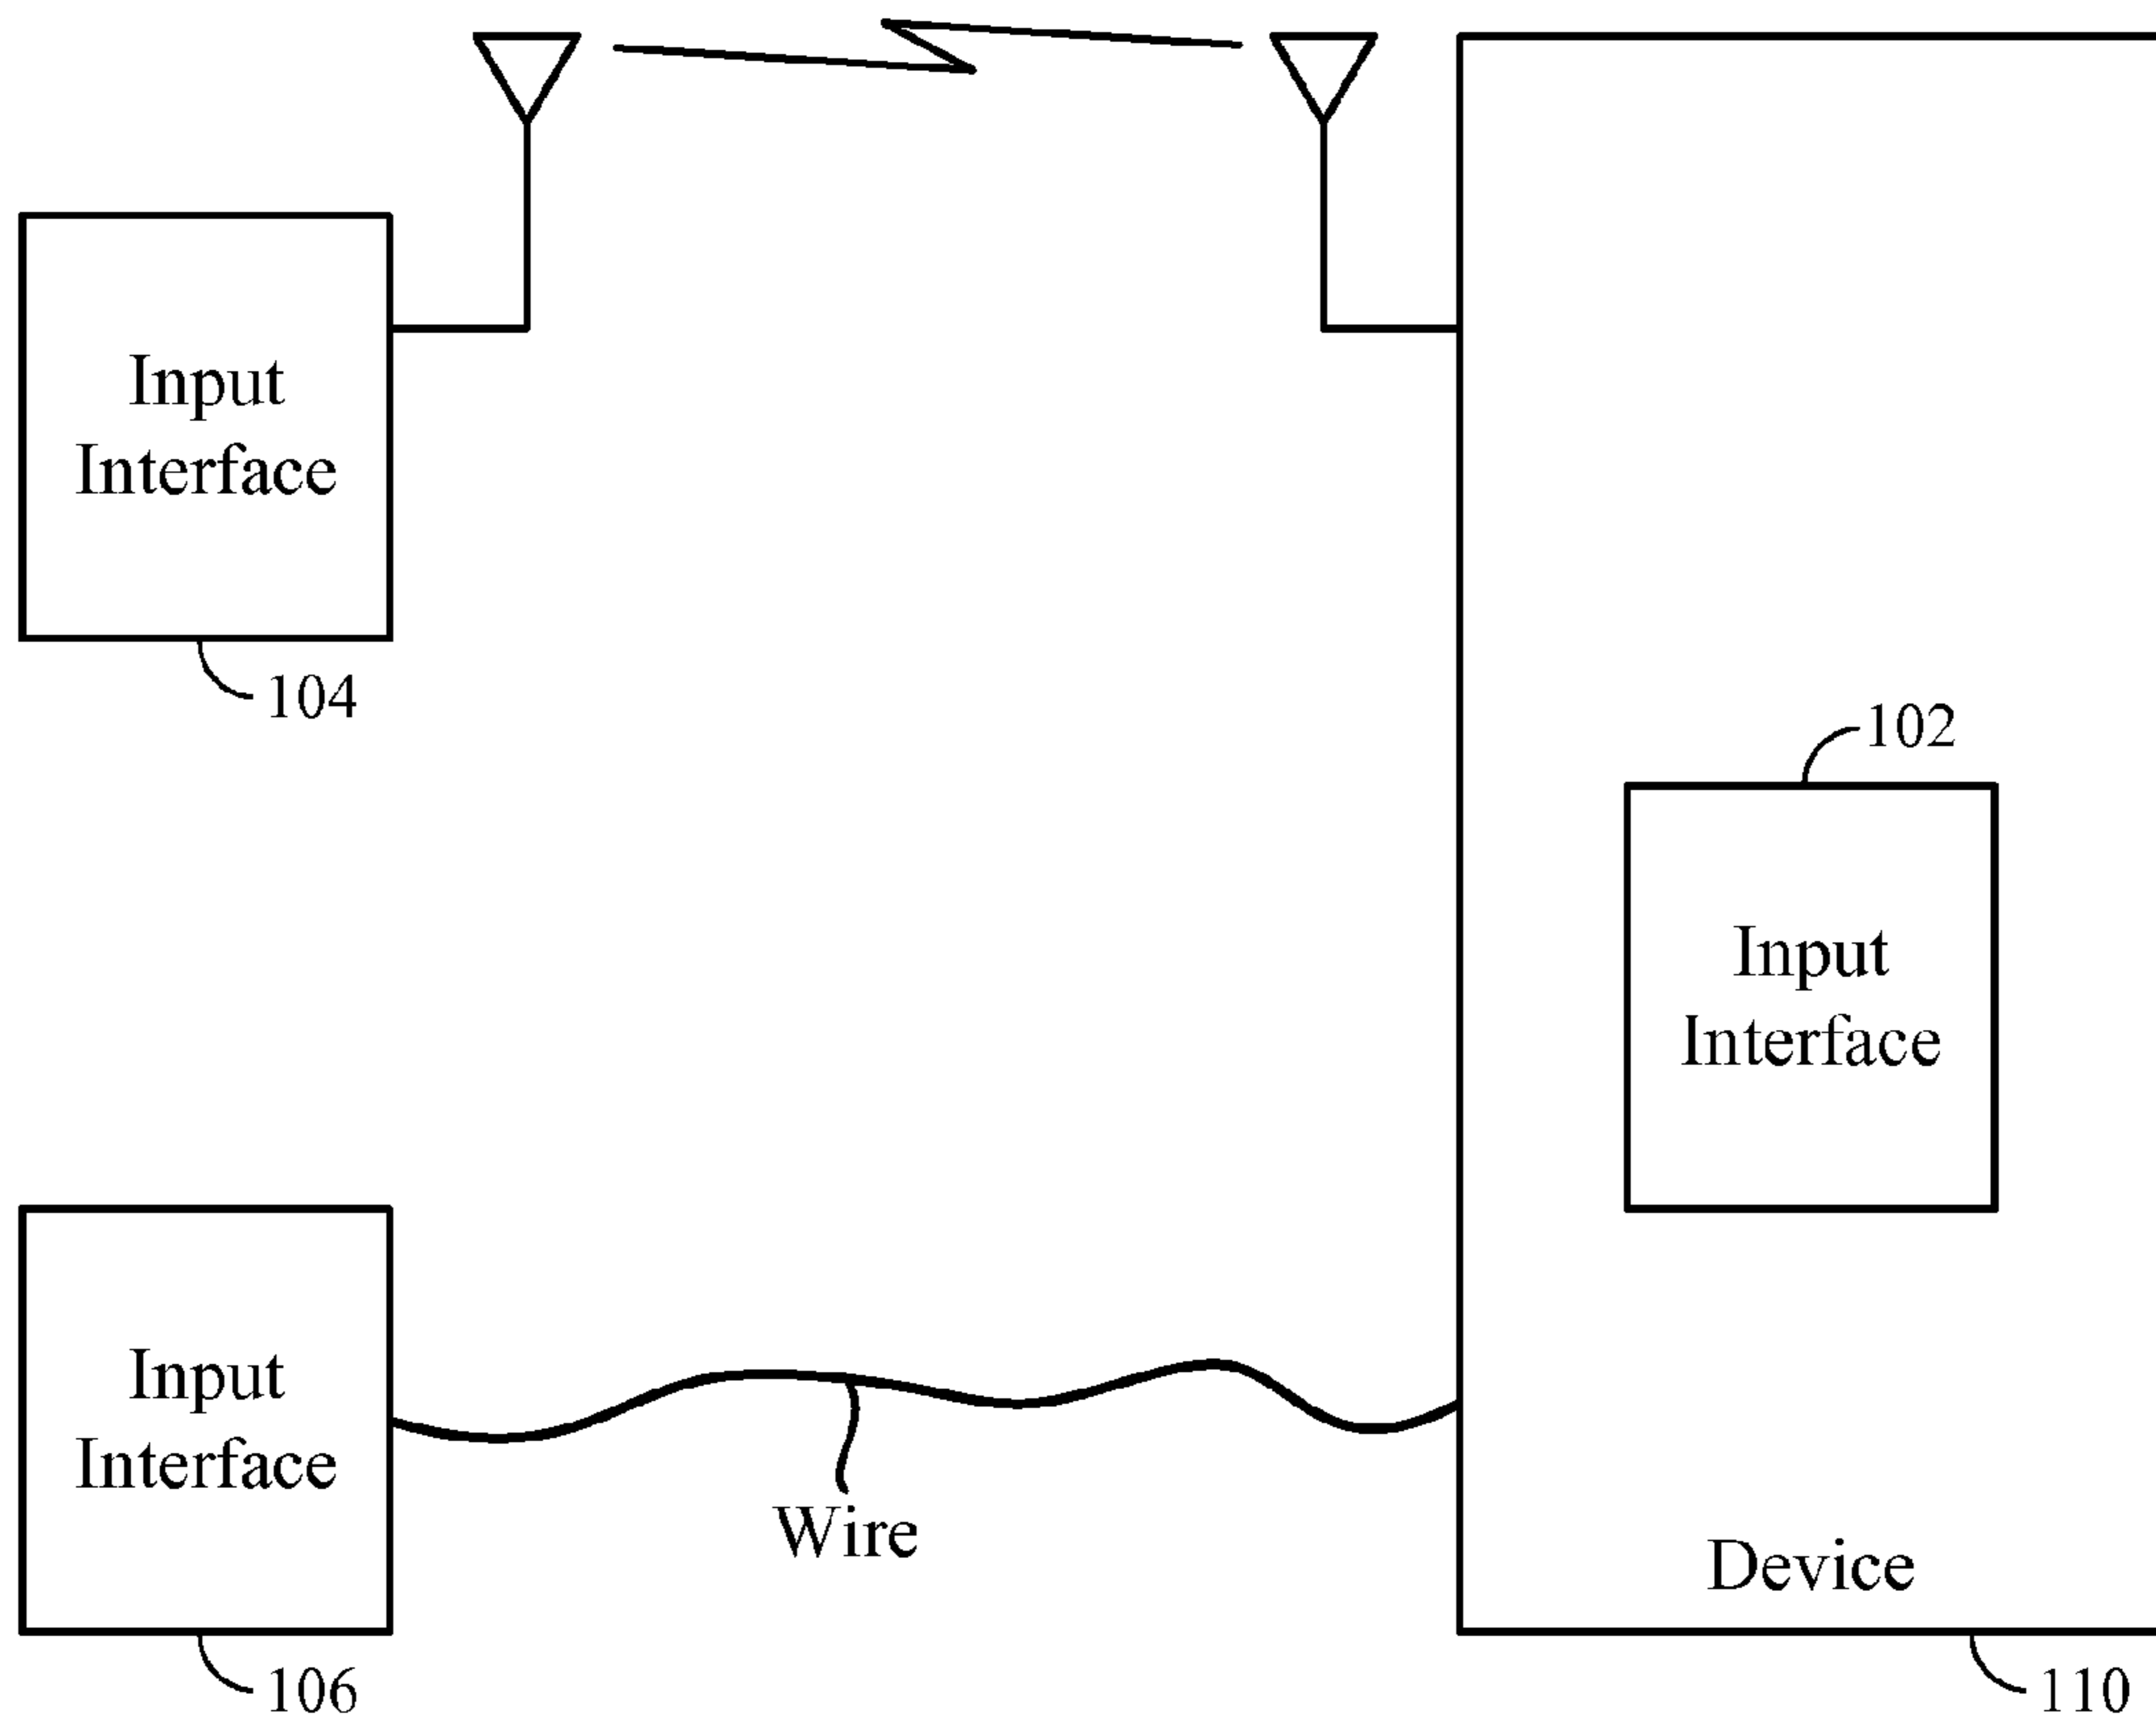 Input
Interface
104
102
Input
Interface
Input
Interface
Wire
Device
106
110